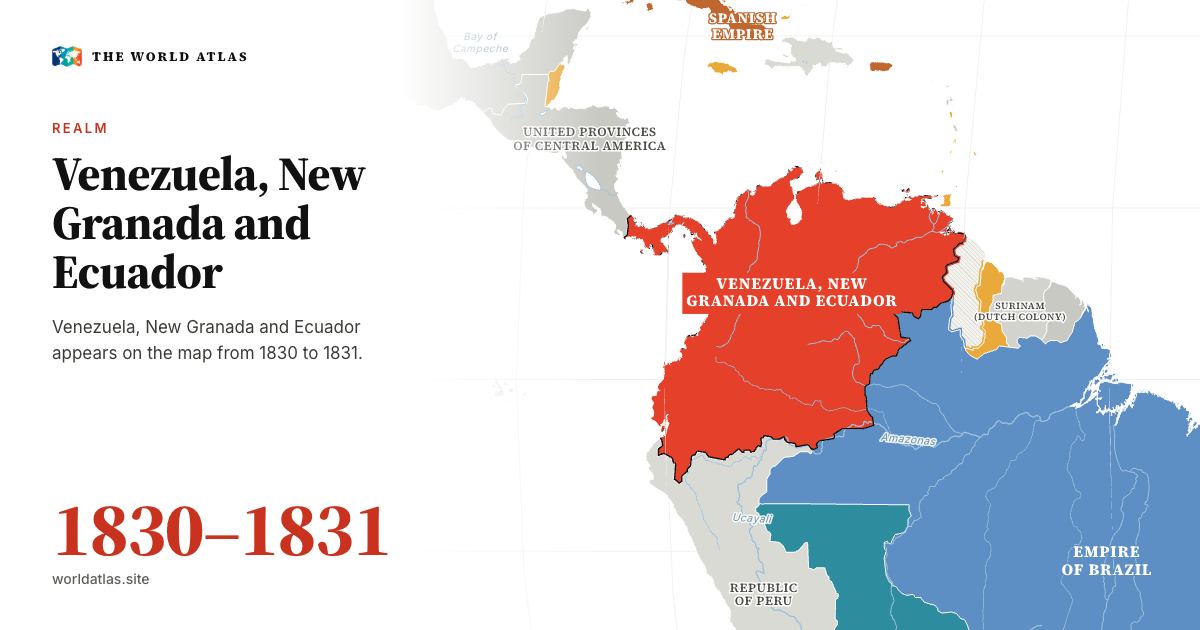 THE WORLD ATLAS
REALM
Venezuela, New
Granada and
Ecuador
Venezuela, New Granada and Ecuador
appears on the map from 1830 to 1831.
1830–1831
worldatlas.site
Bay of
Campeche
SPANISH
EMPIRE
UNITED PROVINCES
OF CENTRAL AMERICA
VENEZUELA, NEW
GRANADA AND ECUADOR
SURINAM
(DUTCH COLONY)
Amazonas
Ucayali
EMPIRE
OF BRAZIL
REPUBLIC
OF PERU